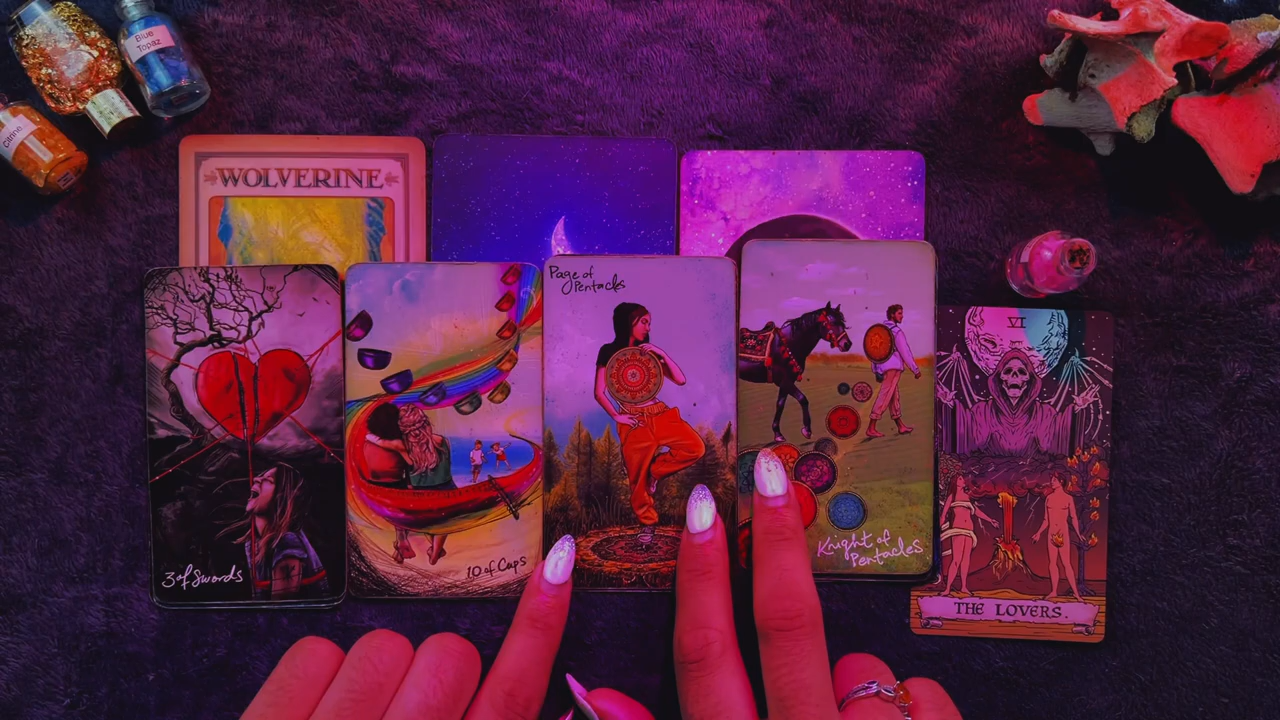 Blue
Topaz
Citrine
WOLVERINE
3 of Swords
10 of Cups
Page of
Pentacles
Knight of
Pentacles
VI
THE LOVERS.